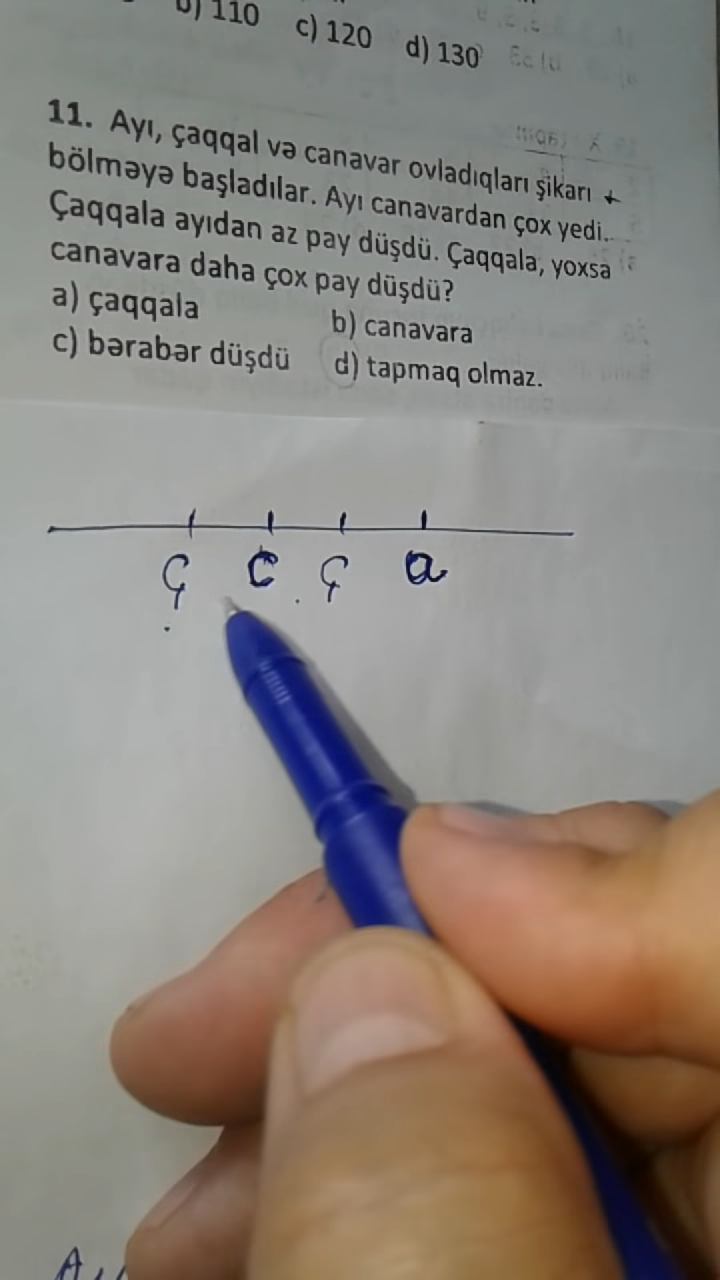 b) 110 c) 120 d) 130
11. Ayı, çaqqal və canavar ovladıqları şikarı
bölməyə başladılar. Ayı canavardan çox yedi.
Çaqqala ayıdan az pay düşdü. Çaqqala, yoxsa
canavara daha çox pay düşdü?
a) çaqqala b) canavara
c) bərabər düşdü d) tapmaq olmaz.
Ç C Ç a